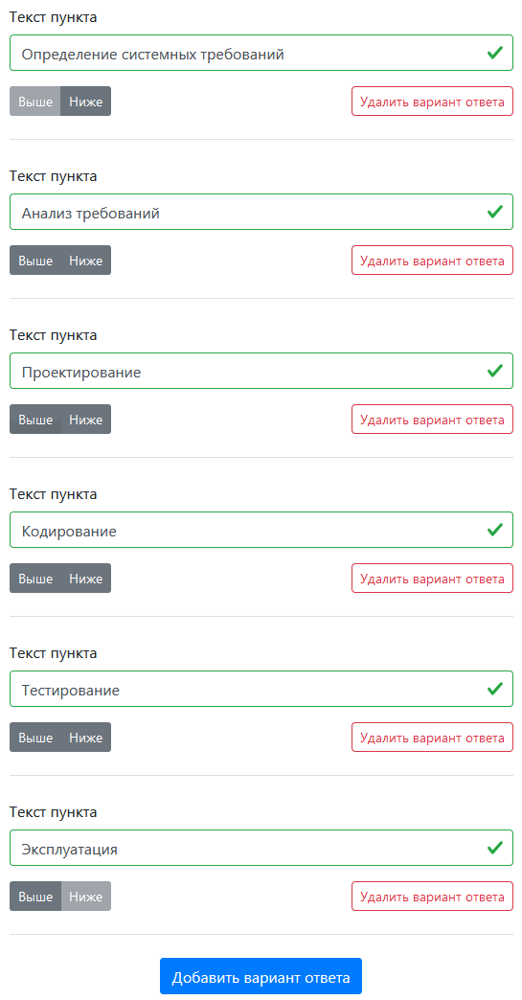 Текст пункта
Определение системных требований
Выше Ниже Удалить вариант ответа
Текст пункта
Анализ требований
Выше Ниже Удалить вариант ответа
Текст пункта
Проектирование
Выше Ниже Удалить вариант ответа
Текст пункта
Кодирование
Выше Ниже Удалить вариант ответа
Текст пункта
Тестирование
Выше Ниже Удалить вариант ответа
Текст пункта
Эксплуатация
Выше Ниже Удалить вариант ответа
Добавить вариант ответа